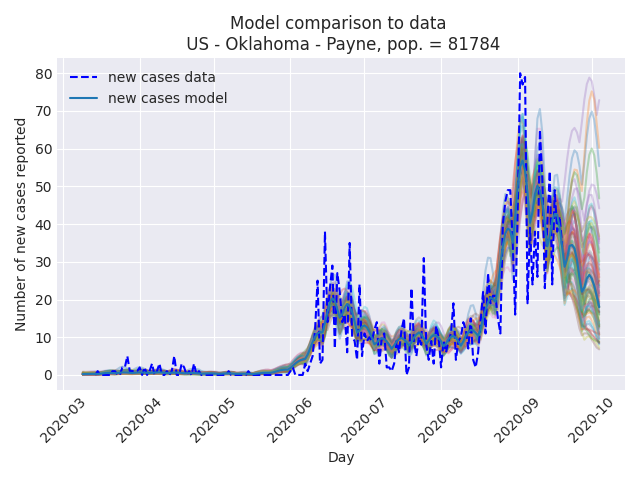 Model comparison to data
US - Oklahoma - Payne, pop. = 81784
new cases data
new cases model
Number of new cases reported
80
70
60
50
40
30
20
10
0
2020-03
2020-04
2020-05
2020-06
2020-07
2020-08
2020-09
2020-10
Day